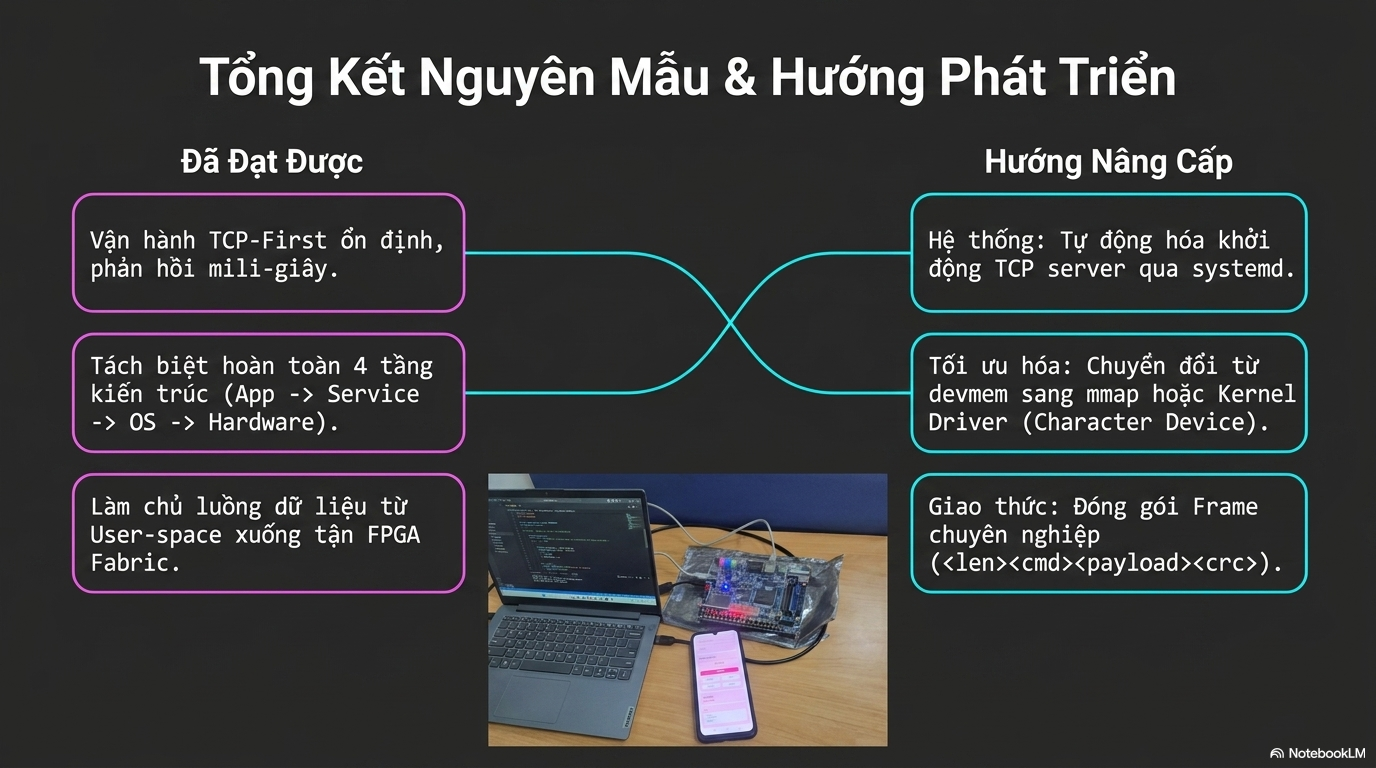 Tổng Kết Nguyên Mẫu & Hướng Phát Triển
Đã Đạt Được
Vận hành TCP-First ổn định,
phản hồi mili-giây.
Tách biệt hoàn toàn 4 tầng
kiến trúc (App -> Service
-> OS -> Hardware).
Làm chủ luồng dữ liệu từ
User-space xuống tận FPGA
Fabric.
Hướng Nâng Cấp
Hệ thống: Tự động hóa khởi
động TCP server qua systemd.
Tối ưu hóa: Chuyển đổi từ
devmem sang mmap hoặc Kernel
Driver (Character Device).
Giao thức: Đóng gói Frame
chuyên nghiệp
(<len><cmd><payload><crc>).
NotebookLM